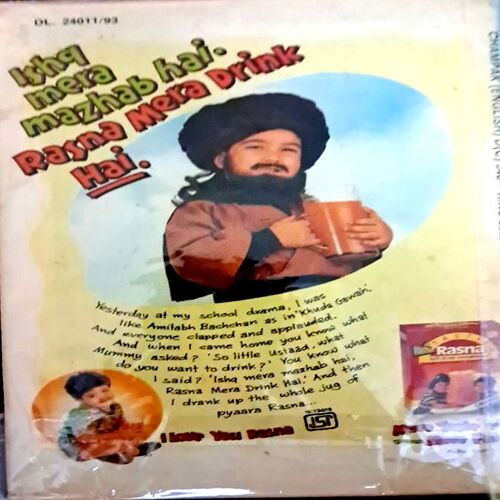 DL. 24011/93
Ishq
mera
mazhab hai.
Rasna Mera Drink
Hai.
Yesterday at my school drama, I was
like Amitabh Bachchan as in 'Khuda Gawah'.
And everyone clapped and applauded.
And when I came home you know what
Mummy asked? 'So little Ustaad, what
do you want to drink?' You know what
I said? 'Ishq mera mazhab hai,
Rasna Mera Drink Hai.' And then
I drank up the whole jug of
pyaara Rasna...
I Love You Rasna
ISI
Rasna
CHAMPAK (ENGLISH)